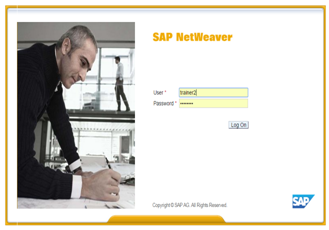 SAP NetWeaver
User *
trainer2
Password *
********
Log On
Copyright © SAP AG. All Rights Reserved.
SAP